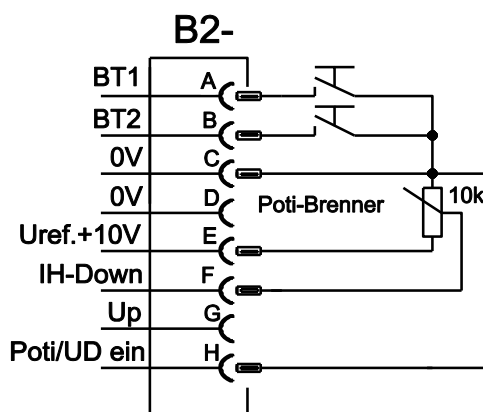 B2-
BT1 A
BT2 B
0V C
0V D
Poti-Brenner 10k
Uref.+10V E
IH-Down F
Up G
Poti/UD ein H